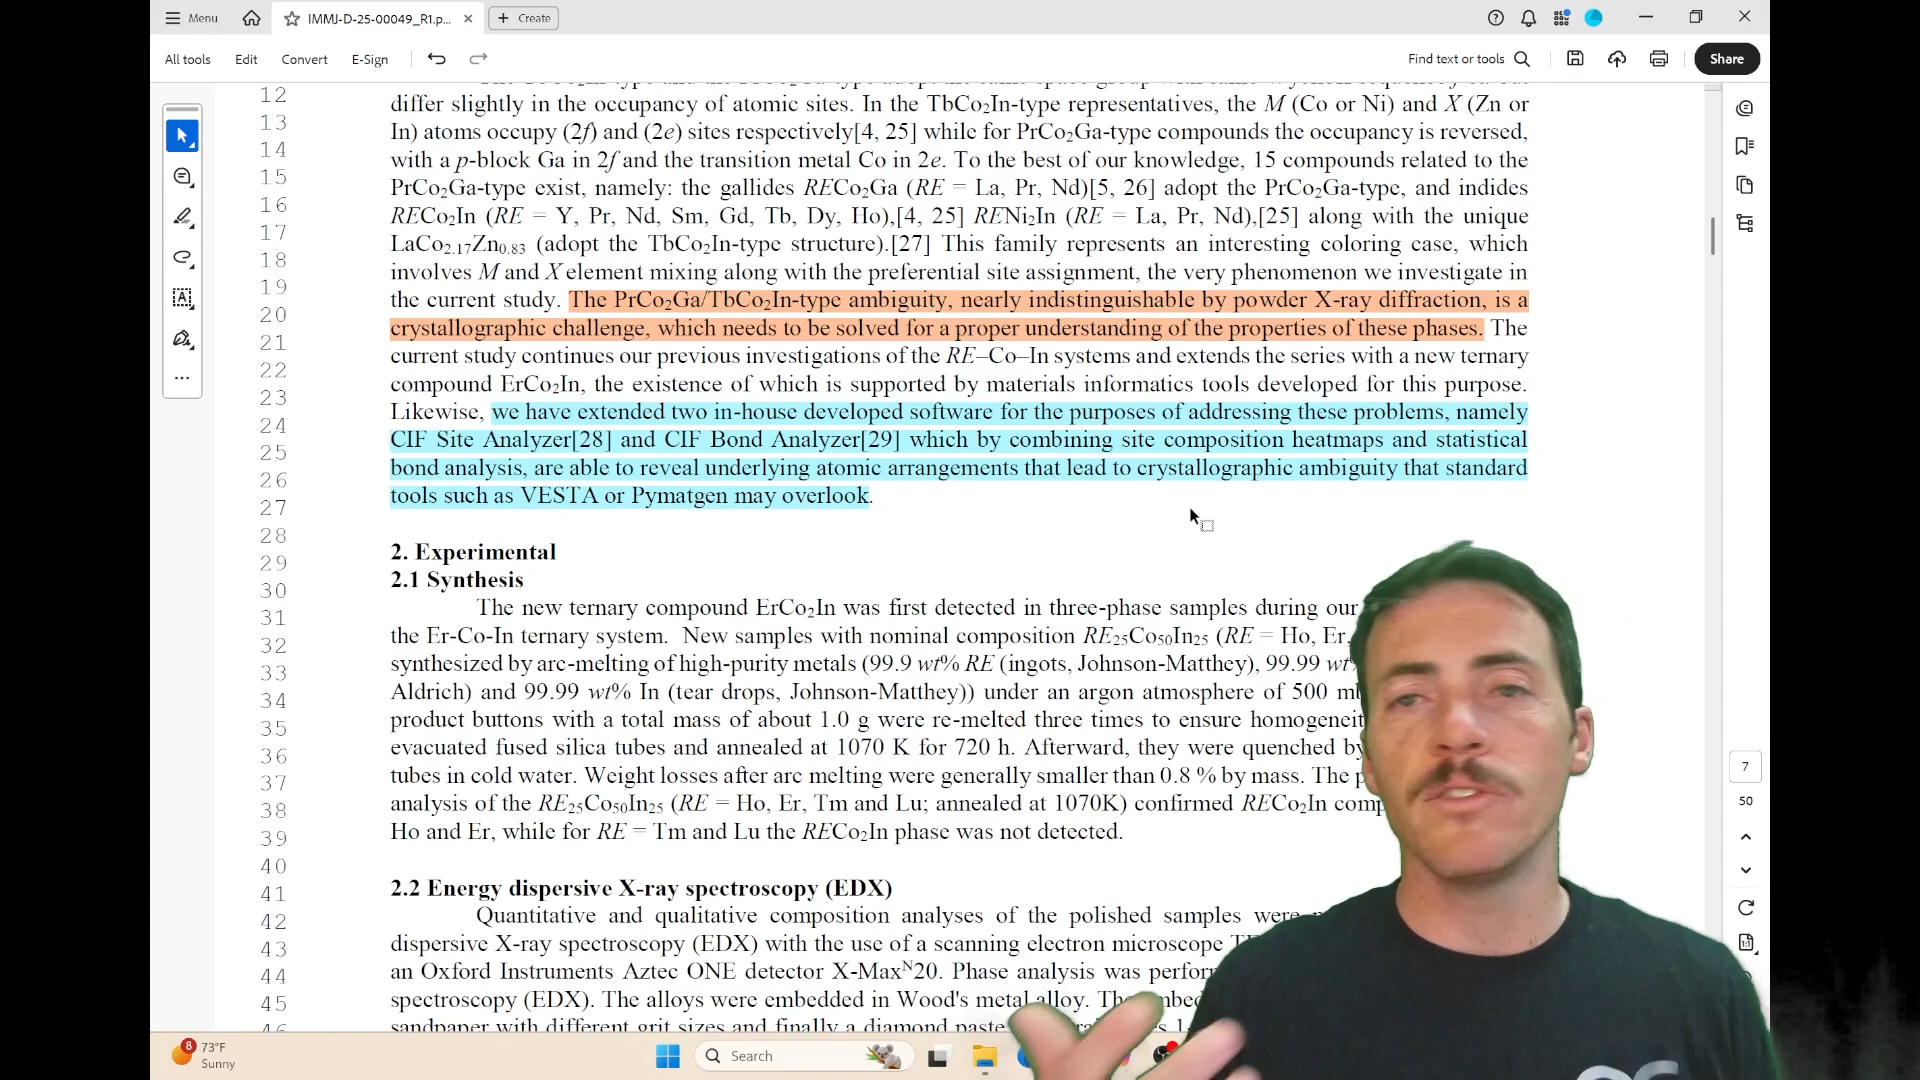 Menu
IMMJ-D-25-00049_R1.p...
Create
All tools
Edit
Convert
E-Sign
Find text or tools
Share
12
differ slightly in the occupancy of atomic sites. In the TbCo₂In-type representatives, the M (Co or Ni) and X (Zn or
13
In) atoms occupy (2f) and (2e) sites respectively[4, 25] while for PrCo₂Ga-type compounds the occupancy is reversed,
14
with a p-block Ga in 2f and the transition metal Co in 2e. To the best of our knowledge, 15 compounds related to the
15
PrCo₂Ga-type exist, namely: the gallides RECo₂Ga (RE = La, Pr, Nd)[5, 26] adopt the PrCo₂Ga-type, and indides
16
RECo₂In (RE = Y, Pr, Nd, Sm, Gd, Tb, Dy, Ho),[4, 25] RENi₂In (RE = La, Pr, Nd),[25] along with the unique
17
LaCo₂.₁₇Zn₀.₈₃ (adopt the TbCo₂In-type structure).[27] This family represents an interesting coloring case, which
18
involves M and X element mixing along with the preferential site assignment, the very phenomenon we investigate in
19
the current study. The PrCo₂Ga/TbCo₂In-type ambiguity, nearly indistinguishable by powder X-ray diffraction, is a
20
crystallographic challenge, which needs to be solved for a proper understanding of the properties of these phases. The
21
current study continues our previous investigations of the RE–Co–In systems and extends the series with a new ternary
22
compound ErCo₂In, the existence of which is supported by materials informatics tools developed for this purpose.
23
Likewise, we have extended two in-house developed software for the purposes of addressing these problems, namely
24
CIF Site Analyzer[28] and CIF Bond Analyzer[29] which by combining site composition heatmaps and statistical
25
bond analysis, are able to reveal underlying atomic arrangements that lead to crystallographic ambiguity that standard
26
tools such as VESTA or Pymatgen may overlook.
27
28
2. Experimental
29
2.1 Synthesis
30
The new ternary compound ErCo₂In was first detected in three-phase samples during our
31
the Er-Co-In ternary system. New samples with nominal composition RE₂₅Co₅₀In₂₅ (RE = Ho, Er,
32
synthesized by arc-melting of high-purity metals (99.9 wt% RE (ingots, Johnson-Matthey), 99.99 wt%
33
Aldrich) and 99.99 wt% In (tear drops, Johnson-Matthey)) under an argon atmosphere of 500
34
product buttons with a total mass of about 1.0 g were re-melted three times to ensure
35
evacuated fused silica tubes and annealed at 1070 K for 720 h. Afterward, they were quenched by
36
tubes in cold water. Weight losses after arc melting were generally smaller than 0.8 % by mass. The
37
analysis of the RE₂₅Co₅₀In₂₅ (RE = Ho, Er, Tm and Lu; annealed at 1070K) confirmed RECo₂In
38
Ho and Er, while for RE = Tm and Lu the RECo₂In phase was not detected.
39
40
2.2 Energy dispersive X-ray spectroscopy (EDX)
41
Quantitative and qualitative composition analyses of the polished samples were
42
dispersive X-ray spectroscopy (EDX) with the use of a scanning electron microscope
43
an Oxford Instruments Aztec ONE detector X-Maxᴺ20. Phase analysis was
44
spectroscopy (EDX). The alloys were embedded in Wood's metal alloy.
45
sandpaper with different grit sizes and finally a diamond paste
7
50
8
73°F
Sunny
Search